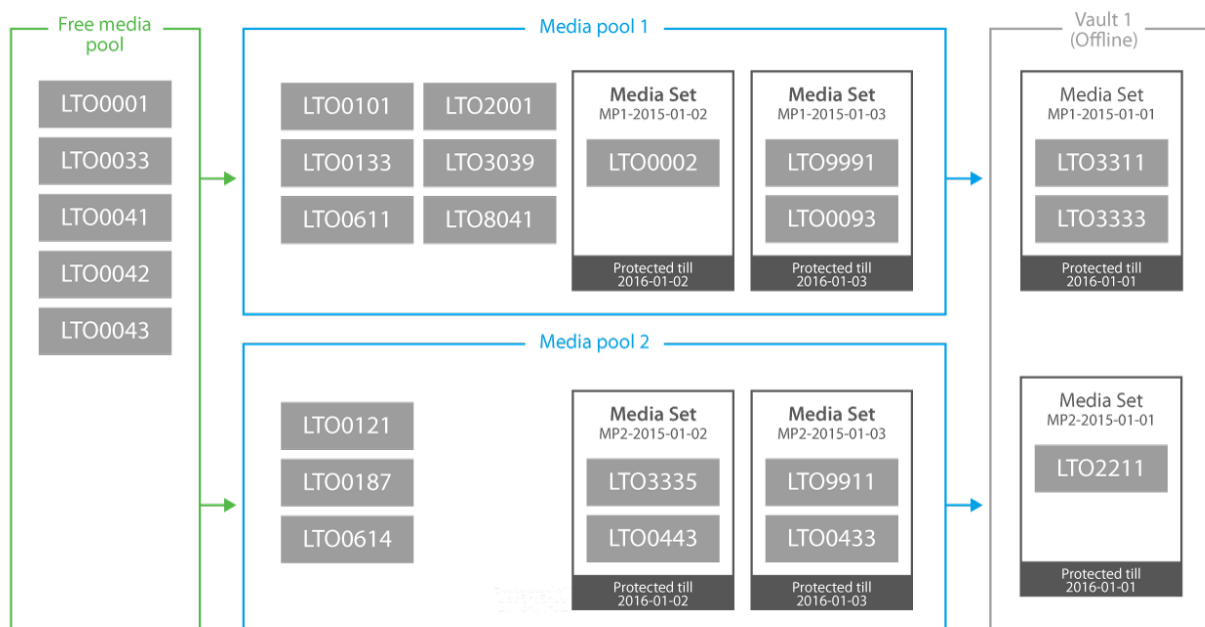 Free media
pool
LTO0001
LTO0033
LTO0041
LTO0042
LTO0043
Media pool 1
LTO0101
LTO2001
LTO0133
LTO3039
LTO0611
LTO8041
Media Set
MP1-2015-01-02
LTO0002
Protected till
2016-01-02
Media Set
MP1-2015-01-03
LTO9991
LTO0093
Protected till
2016-01-03
Media pool 2
LTO0121
LTO0187
LTO0614
Media Set
MP2-2015-01-02
LTO3335
LTO0443
Protected till
2016-01-02
Media Set
MP2-2015-01-03
LTO9911
LTO0433
Protected till
2016-01-03
Vault 1
(Offline)
Media Set
MP1-2015-01-01
LTO3311
LTO3333
Protected till
2016-01-01
Media Set
MP2-2015-01-01
LTO2211
Protected till
2016-01-01